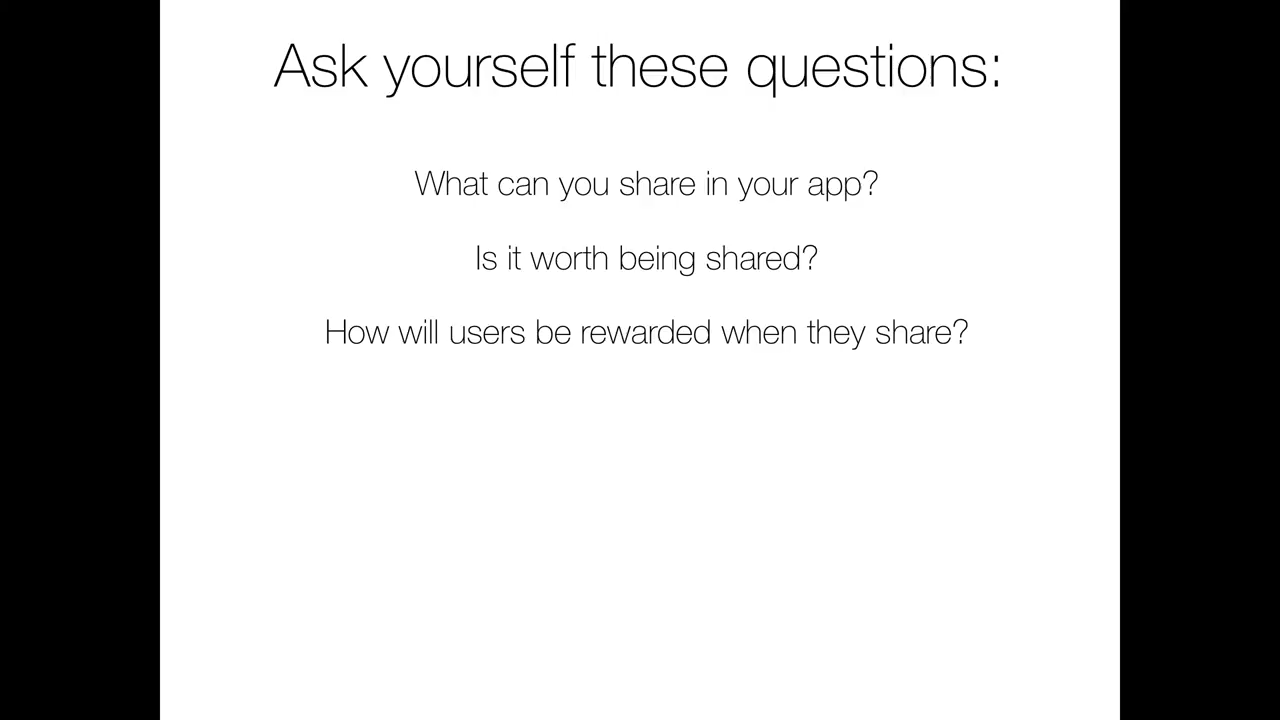 Ask yourself these questions:
What can you share in your app?
Is it worth being shared?
How will users be rewarded when they share?